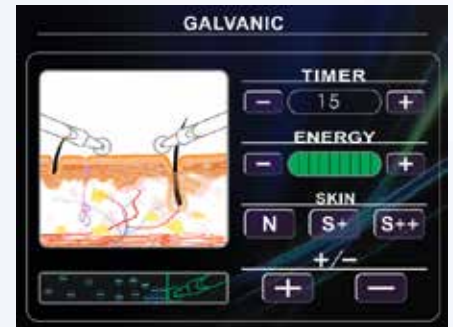 GALVANIC
TIMER
− 15 +
ENERGY
− +
SKIN
N S+ S++
+/−
+ −